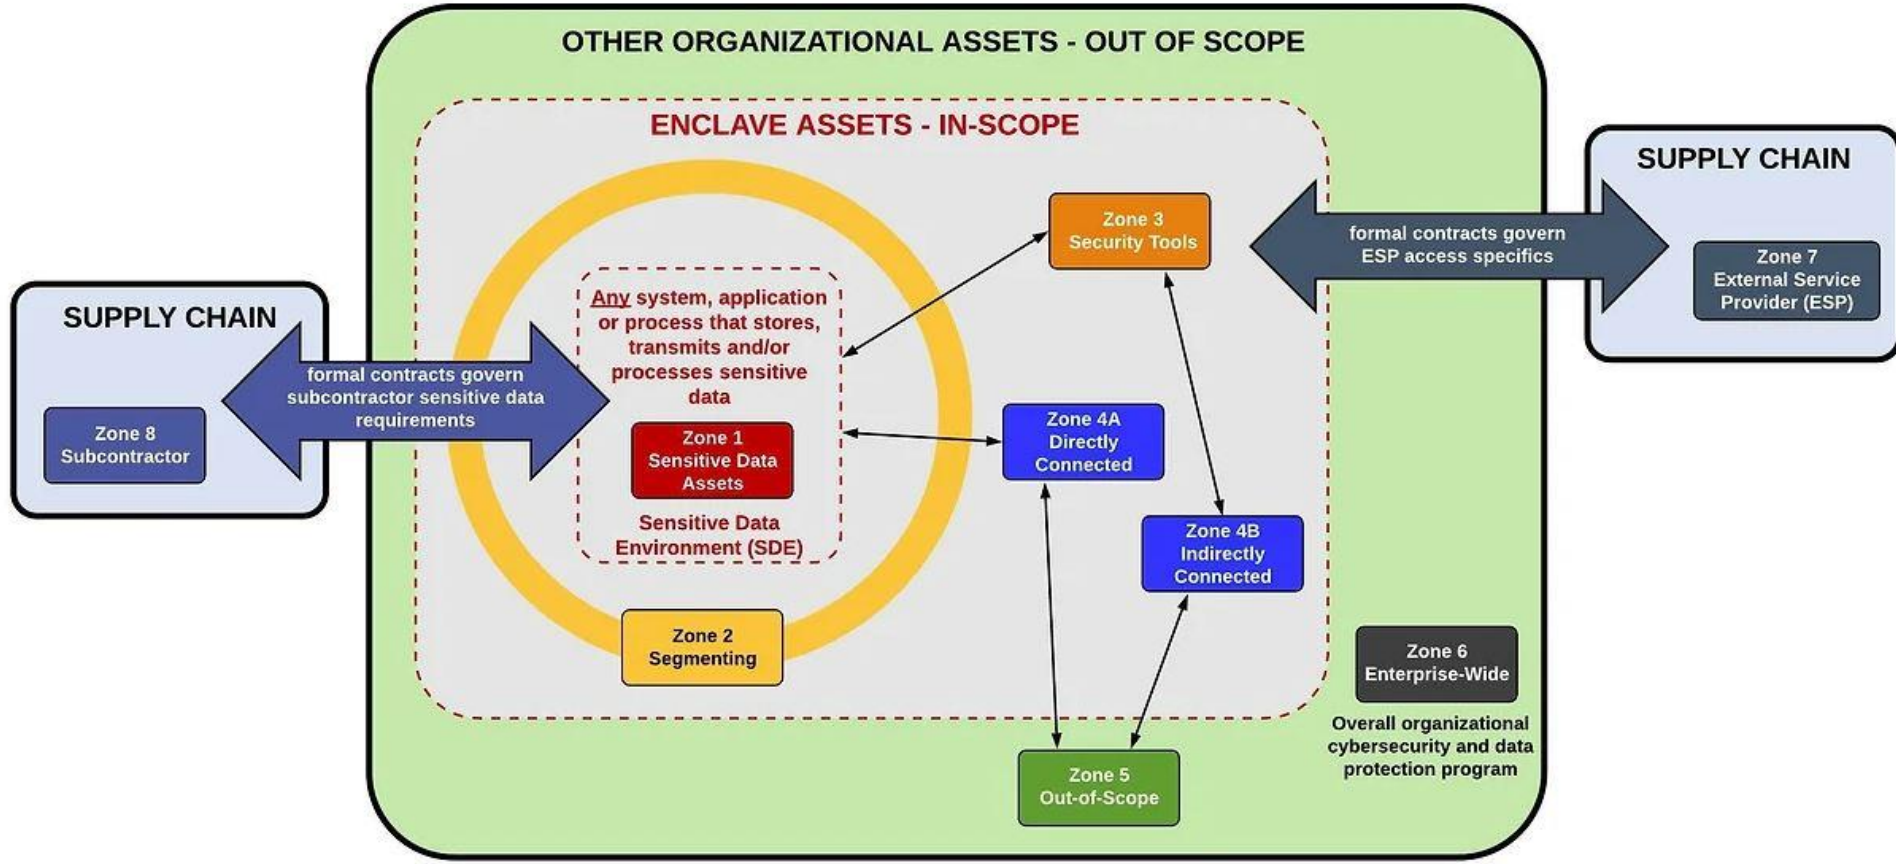 OTHER ORGANIZATIONAL ASSETS - OUT OF SCOPE
ENCLAVE ASSETS - IN-SCOPE
SUPPLY CHAIN
Zone 8
Subcontractor
formal contracts govern
subcontractor sensitive data
requirements
Any system, application
or process that stores,
transmits and/or
processes sensitive
data
Zone 1
Sensitive Data
Assets
Sensitive Data
Environment (SDE)
Zone 2
Segmenting
Zone 3
Security Tools
Zone 4A
Directly
Connected
Zone 4B
Indirectly
Connected
Zone 5
Out-of-Scope
formal contracts govern
ESP access specifics
SUPPLY CHAIN
Zone 7
External Service
Provider (ESP)
Zone 6
Enterprise-Wide
Overall organizational
cybersecurity and data
protection program